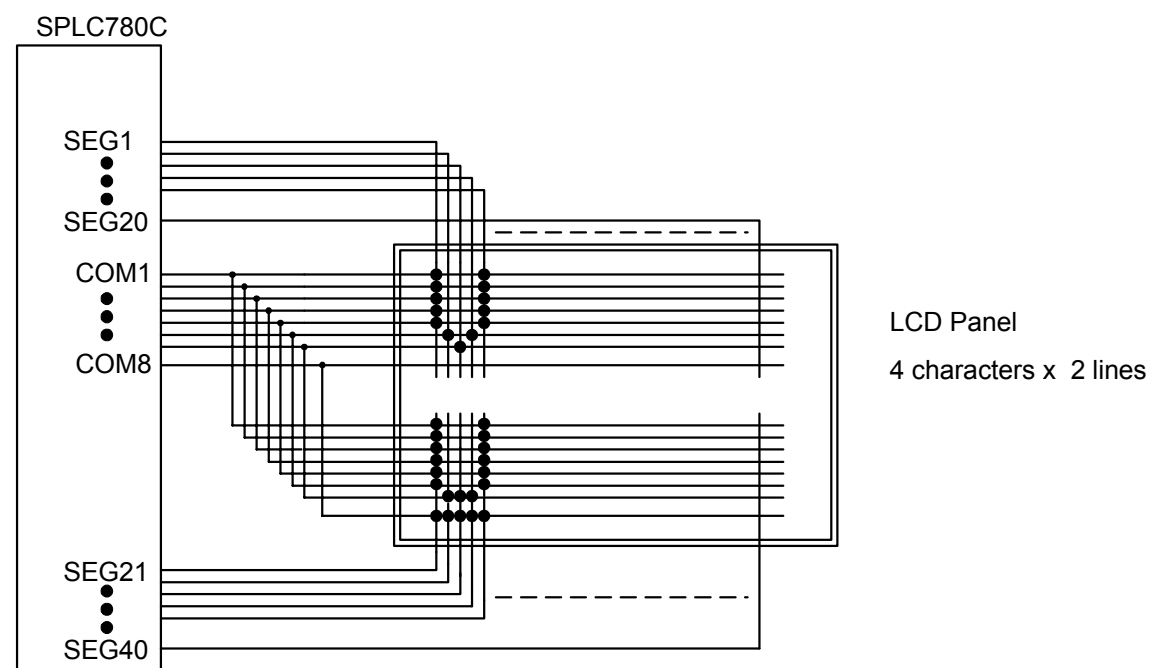 SPLC780C
SEG1
SEG20
COM1
COM8
LCD Panel
4 characters x 2 lines
SEG21
SEG40